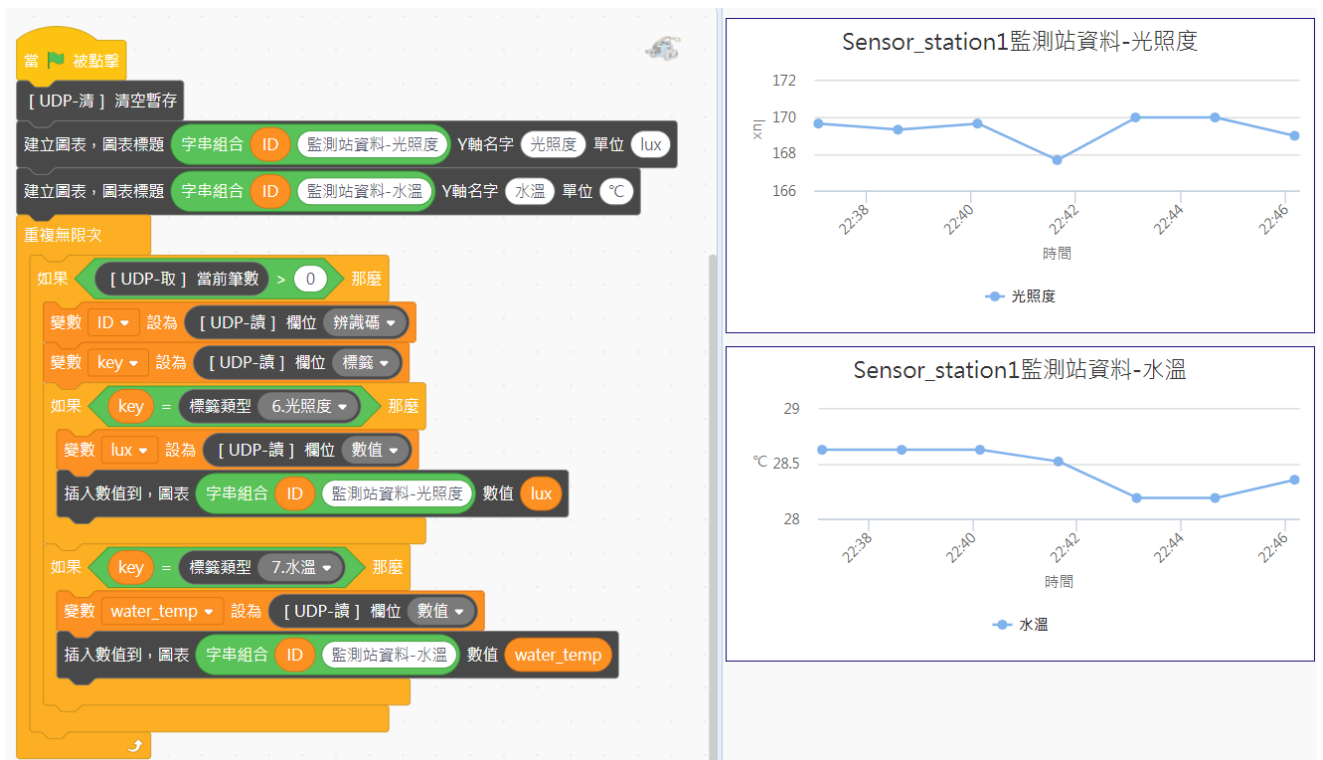 當 被點擊
[ UDP-清 ] 清空暫存
建立圖表，圖表標題 字串組合 ID 監測站資料-光照度 Y軸名字 光照度 單位 lux
建立圖表，圖表標題 字串組合 ID 監測站資料-水溫 Y軸名字 水溫 單位 ℃
重複無限次
如果 [ UDP-取 ] 當前筆數 > 0 那麼
變數 ID 設為 [ UDP-讀 ] 欄位 辨識碼
變數 key 設為 [ UDP-讀 ] 欄位 標籤
如果 key = 標籤類型 6.光照度 那麼
變數 lux 設為 [ UDP-讀 ] 欄位 數值
插入數值到，圖表 字串組合 ID 監測站資料-光照度 數值 lux
如果 key = 標籤類型 7.水溫 那麼
變數 water_temp 設為 [ UDP-讀 ] 欄位 數值
插入數值到，圖表 字串組合 ID 監測站資料-水溫 數值 water_temp
Sensor_station1監測站資料-光照度
172
170
168
166
lux
22:38 22:40 22:42 22:44 22:46
時間
光照度
Sensor_station1監測站資料-水溫
29
℃ 28.5
28
22:38 22:40 22:42 22:44 22:46
時間
水溫